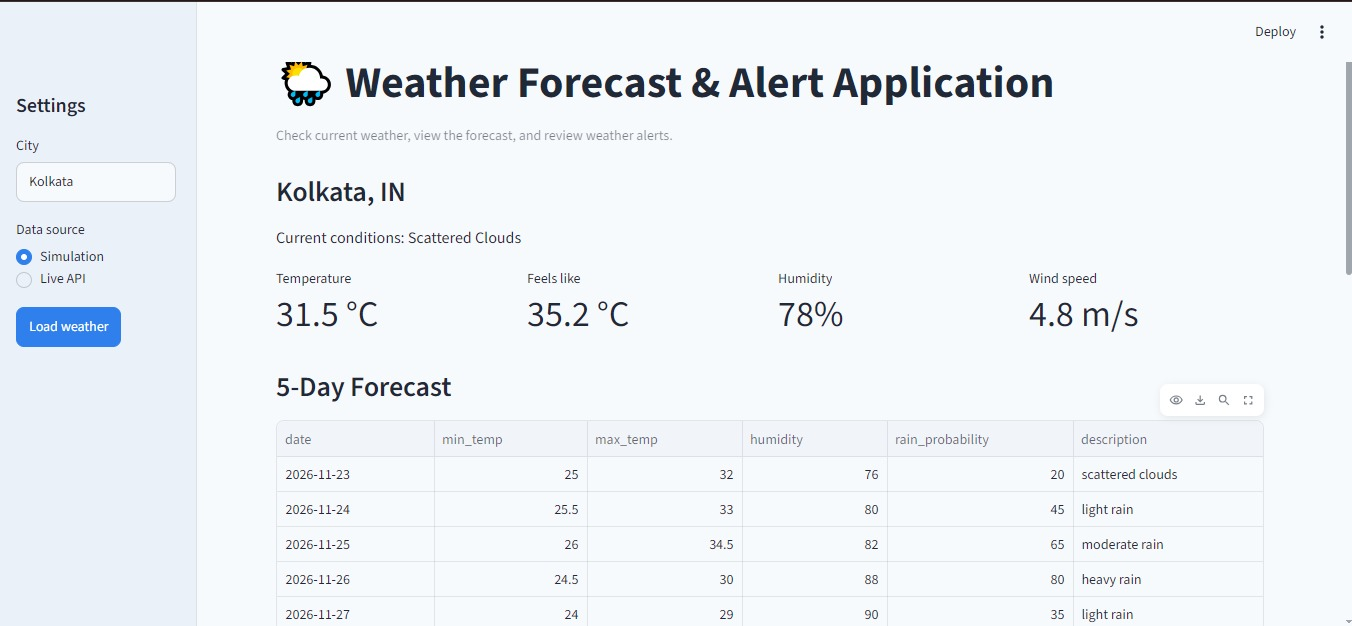 Deploy
Weather Forecast & Alert Application
Settings
Check current weather, view the forecast, and review weather alerts.
City
Kolkata
Kolkata, IN
Data source
Current conditions: Scattered Clouds
Simulation
Live API
Temperature Feels like Humidity Wind speed
31.5 °C 35.2 °C 78% 4.8 m/s
Load weather
5-Day Forecast
date min_temp max_temp humidity rain_probability description
2026-11-23 25 32 76 20 scattered clouds
2026-11-24 25.5 33 80 45 light rain
2026-11-25 26 34.5 82 65 moderate rain
2026-11-26 24.5 30 88 80 heavy rain
2026-11-27 24 29 90 35 light rain